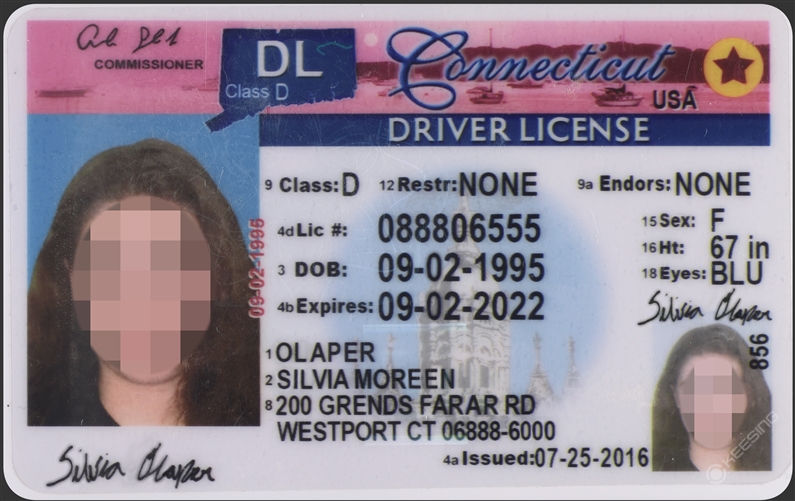 COMMISSIONER
DL
Class D
Connecticut
USA
DRIVER LICENSE
9 Class: D 12 Restr: NONE 9a Endors: NONE
4d Lic #: 088806555
15 Sex: F
3 DOB: 09-02-1995
16 Ht: 67 in
18 Eyes: BLU
4b Expires: 09-02-2022
09-02-1995
Silvia Olaper
1 OLAPER
2 SILVIA MOREEN
8 200 GRENDS FARAR RD
WESTPORT CT 06888-6000
4a Issued: 07-25-2016
856
KEESING
Silvia Olaper